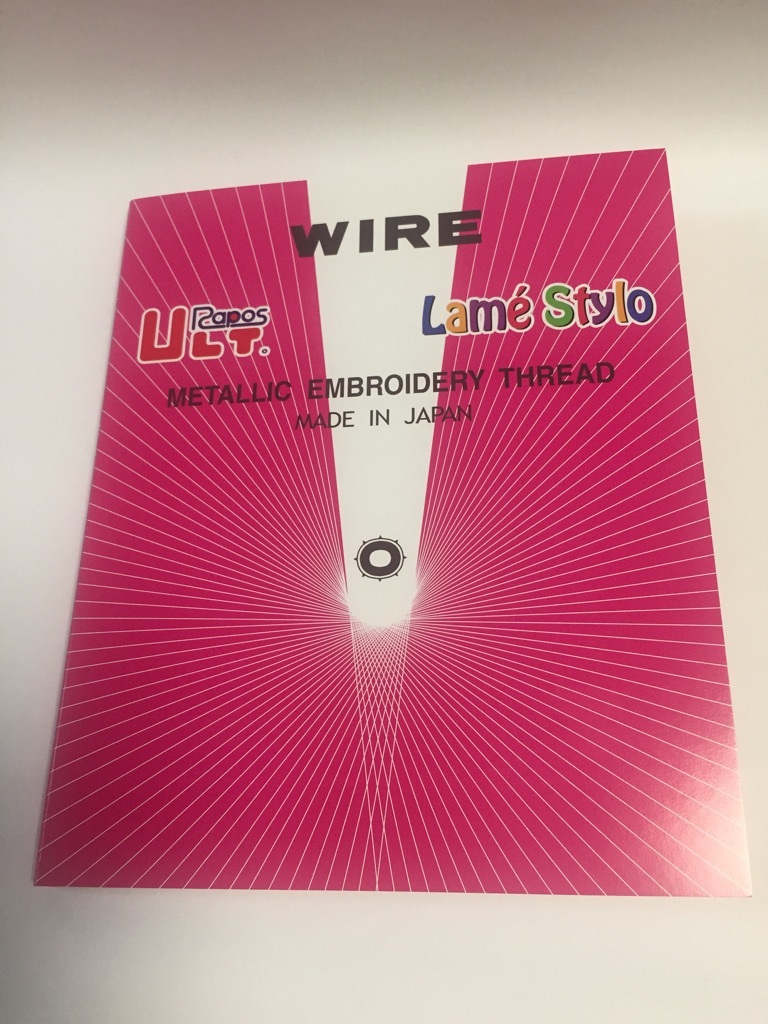 WIRE
Rapos
ULT.
Lamé Stylo
METALLIC EMBROIDERY THREAD
MADE IN JAPAN
O